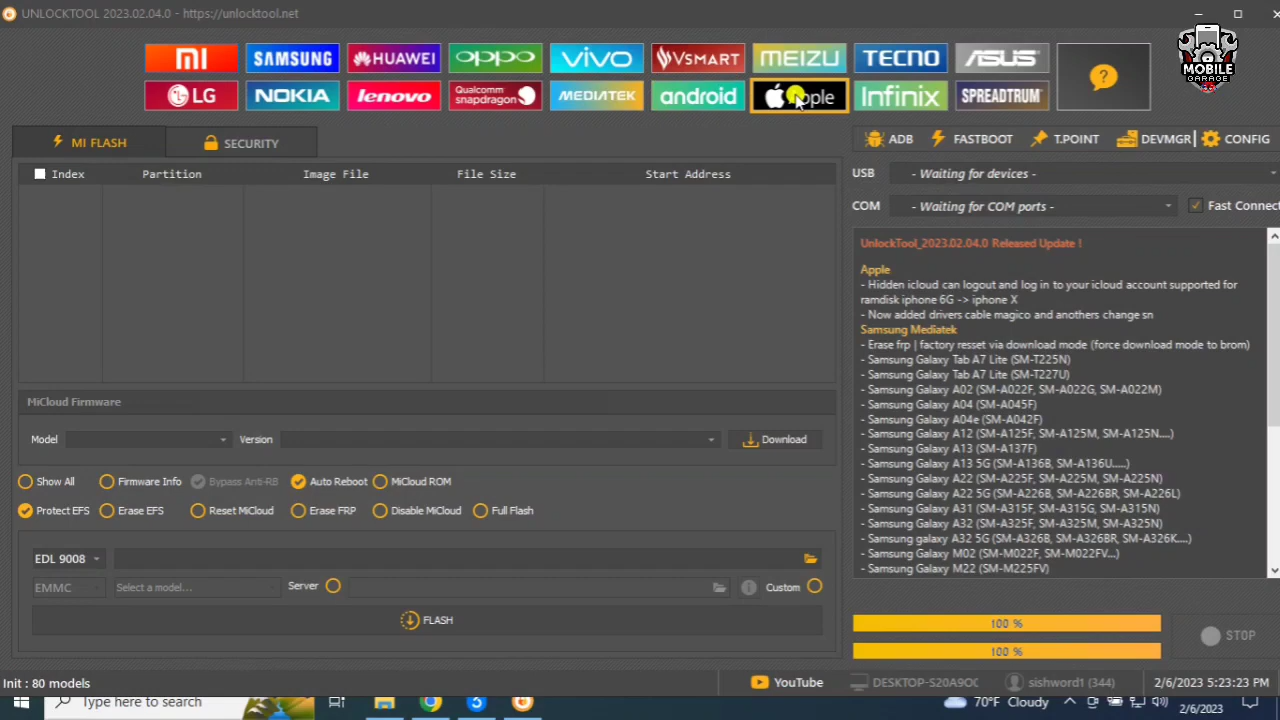 UNLOCKTOOL 2023.02.04.0 - https://unlocktool.net
MI SAMSUNG HUAWEI OPPO VIVO VSMART MEIZU TECNO ASUS ?
LG NOKIA lenovo Qualcomm snapdragon MEDIATEK android Apple Infinix SPREADTRUM
MOBILE
GARAGE
MI FLASH SECURITY
ADB FASTBOOT T.POINT DEVMGR CONFIG
Index Partition Image File File Size Start Address
USB - Waiting for devices -
COM - Waiting for COM ports - Fast Connect
UnlockTool_2023.02.04.0 Released Update !
Apple
- Hidden icloud can logout and log in to your icloud account supported for
ramdisk iphone 6G -> iphone X
- Now added drivers cable magico and anothers change sn
Samsung Mediatek
- Erase frp | factory resset via download mode (force download mode to brom)
- Samsung Galaxy Tab A7 Lite (SM-T225N)
- Samsung Galaxy Tab A7 Lite (SM-T227U)
- Samsung Galaxy A02 (SM-A022F, SM-A022G, SM-A022M)
- Samsung Galaxy A04 (SM-A045F)
- Samsung Galaxy A04e (SM-A042F)
- Samsung Galaxy A12 (SM-A125F, SM-A125M, SM-A125N....)
- Samsung Galaxy A13 (SM-A137F)
- Samsung Galaxy A13 5G (SM-A136B, SM-A136U.....)
- Samsung Galaxy A22 (SM-A225F, SM-A225M, SM-A225N)
- Samsung Galaxy A22 5G (SM-A226B, SM-A226BR, SM-A226L)
- Samsung Galaxy A31 (SM-A315F, SM-A315G, SM-A315N)
- Samsung Galaxy A32 (SM-A325F, SM-A325M, SM-A325N)
- Samsung galaxy A32 5G (SM-A326B, SM-A326BR, SM-A326K....)
- Samsung Galaxy M02 (SM-M022F, SM-M022FV...)
- Samsung Galaxy M22 (SM-M225FV)
MiCloud Firmware
Model Version Download
Show All Firmware Info Bypass Anti-RB Auto Reboot MiCloud ROM
Protect EFS Erase EFS Reset MiCloud Erase FRP Disable MiCloud Full Flash
EDL 9008
EMMC Select a model... Server Custom
FLASH
100 %
100 %
STOP
Init : 80 models YouTube DESKTOP-S20A9OC sishword1 (344) 2/6/2023 5:23:23 PM
Type here to search 70°F Cloudy 2/6/2023